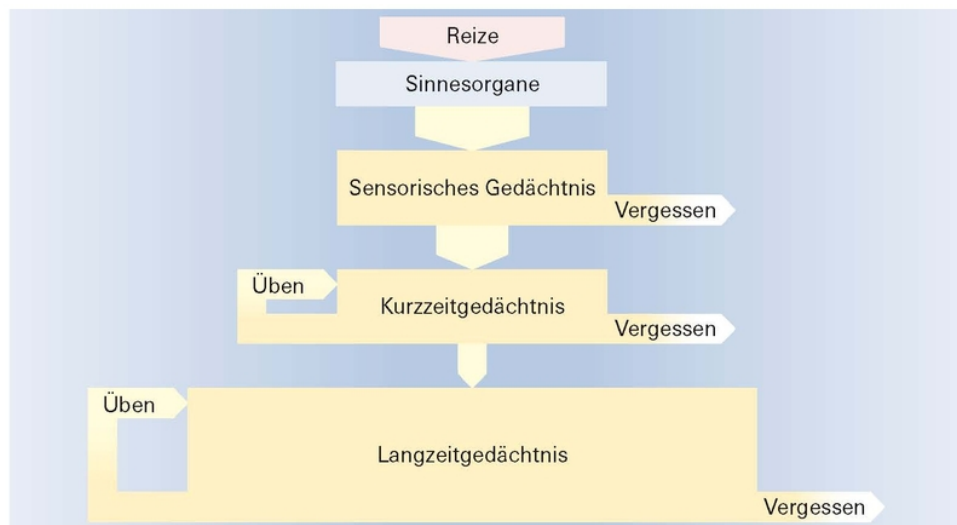 Reize
Sinnesorgane
Sensorisches Gedächtnis
Vergessen
Üben
Kurzzeitgedächtnis
Vergessen
Üben
Langzeitgedächtnis
Vergessen